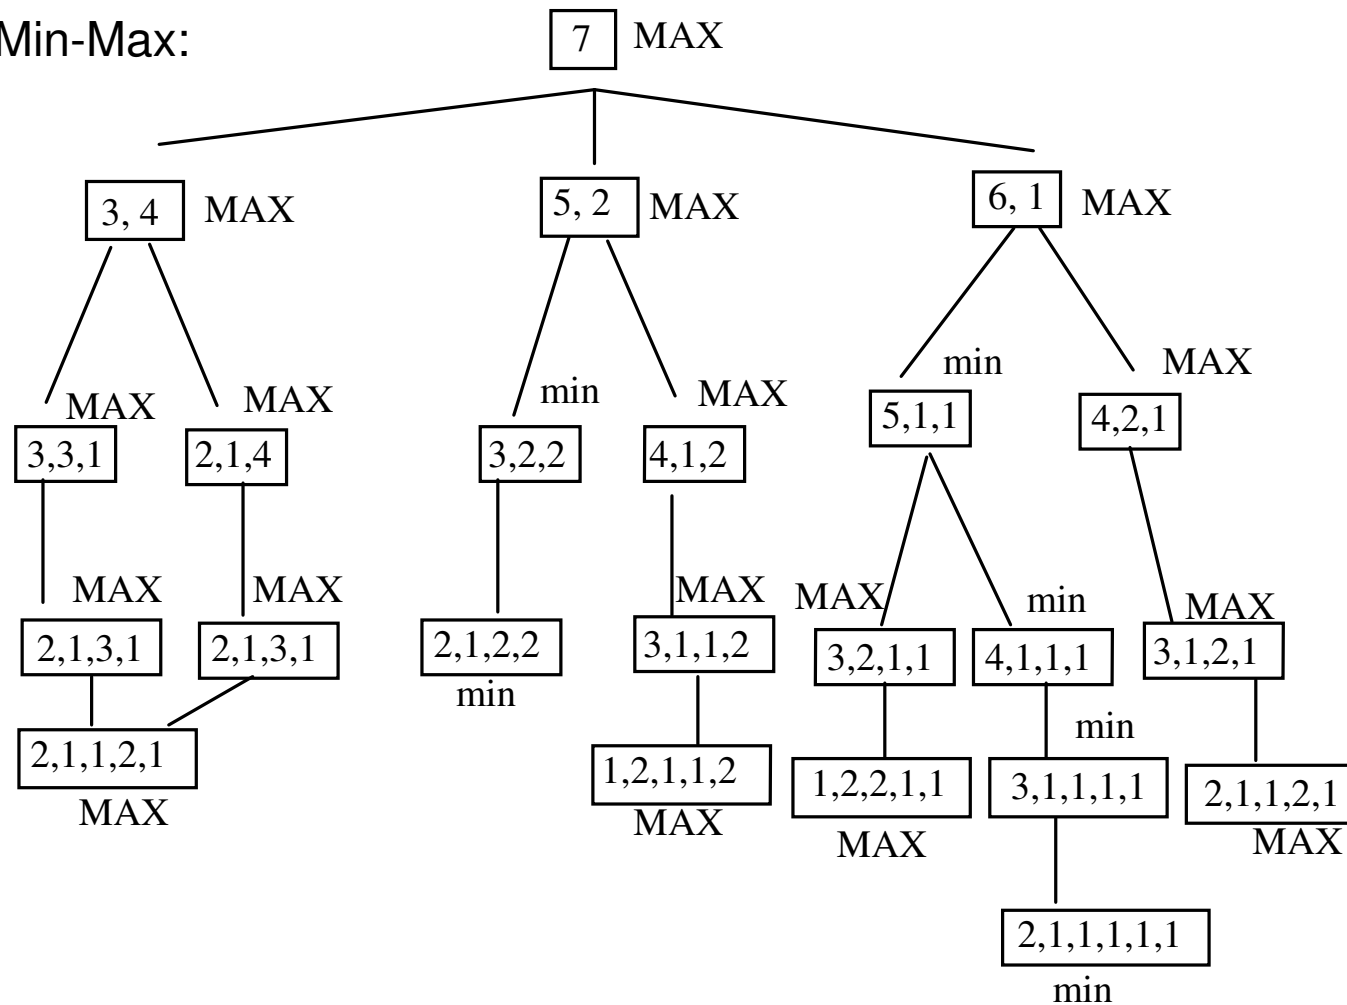 Min-Max:
7 MAX
3, 4 MAX
5, 2 MAX
6, 1 MAX
min
MAX
min
MAX
MAX
MAX
5,1,1
4,2,1
3,3,1
2,1,4
3,2,2
4,1,2
MAX
MAX
MAX
MAX
min
MAX
2,1,3,1
2,1,3,1
2,1,2,2
3,1,1,2
3,2,1,1
4,1,1,1
3,1,2,1
min
min
2,1,1,2,1
1,2,1,1,2
1,2,2,1,1
3,1,1,1,1
2,1,1,2,1
MAX
MAX
MAX
MAX
2,1,1,1,1,1
min